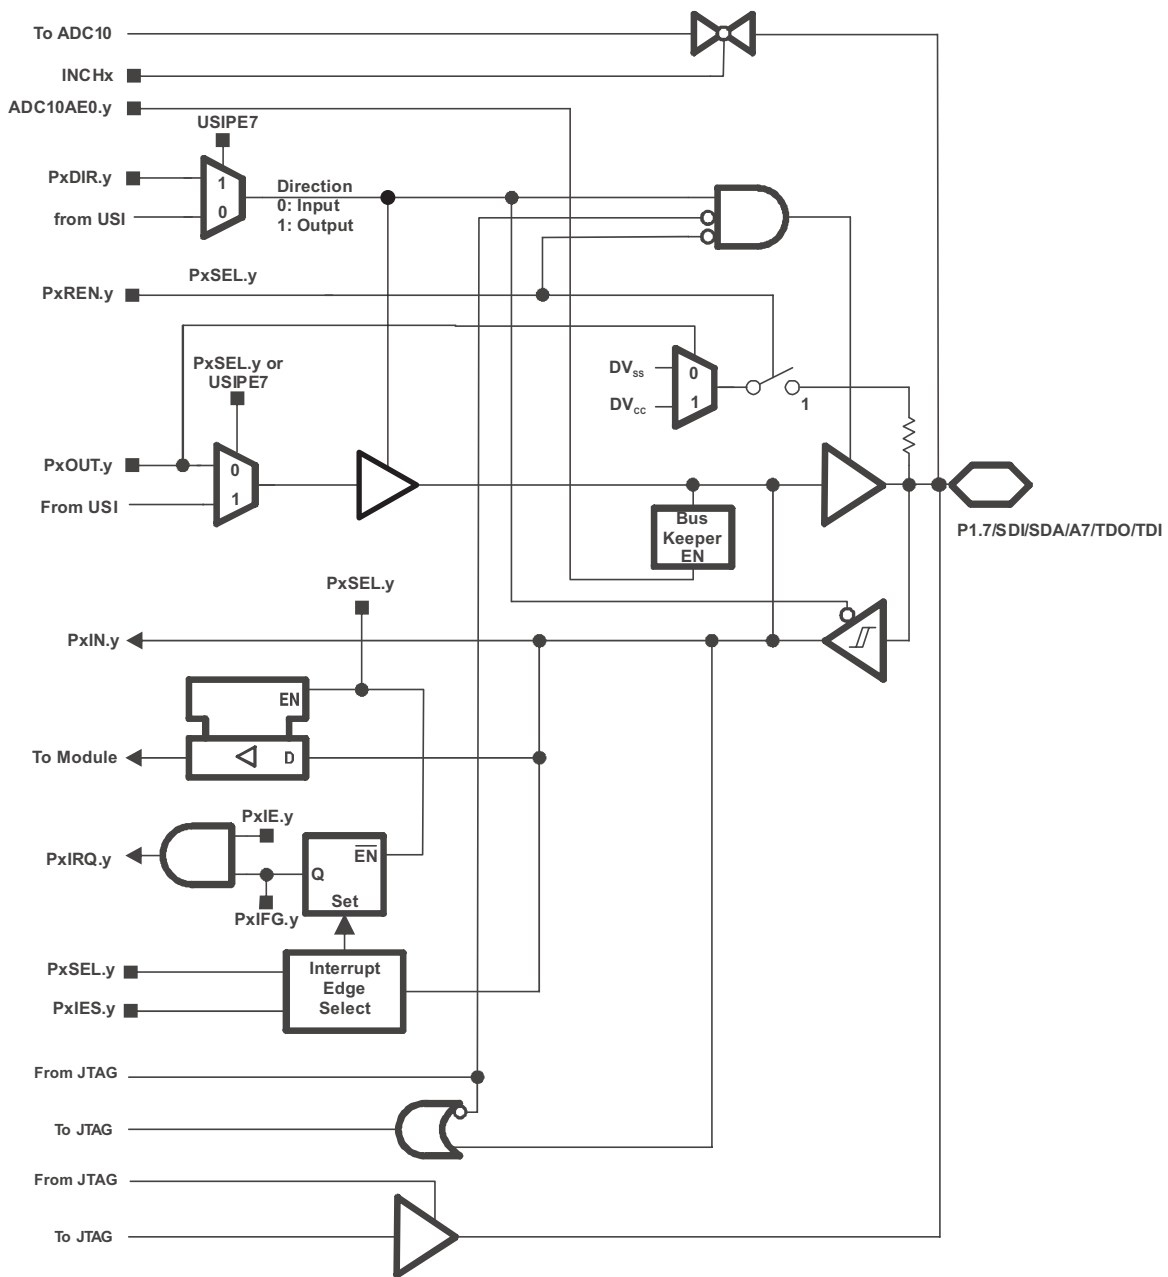 To ADC10
INCHx
ADC10AE0.y
USIPE7
PxDIR.y
1
from USI
0
Direction
0: Input
1: Output
PxSEL.y
PxREN.y
PxSEL.y or
USIPE7
DVSS
0
DVCC
1
1
PxOUT.y
0
From USI
1
Bus
Keeper
EN
P1.7/SDI/SDA/A7/TDO/TDI
PxSEL.y
PxIN.y
EN
To Module
D
PxIE.y
PxIRQ.y
EN
Q
Set
PxIFG.y
PxSEL.y
PxIES.y
Interrupt
Edge
Select
From JTAG
To JTAG
From JTAG
To JTAG